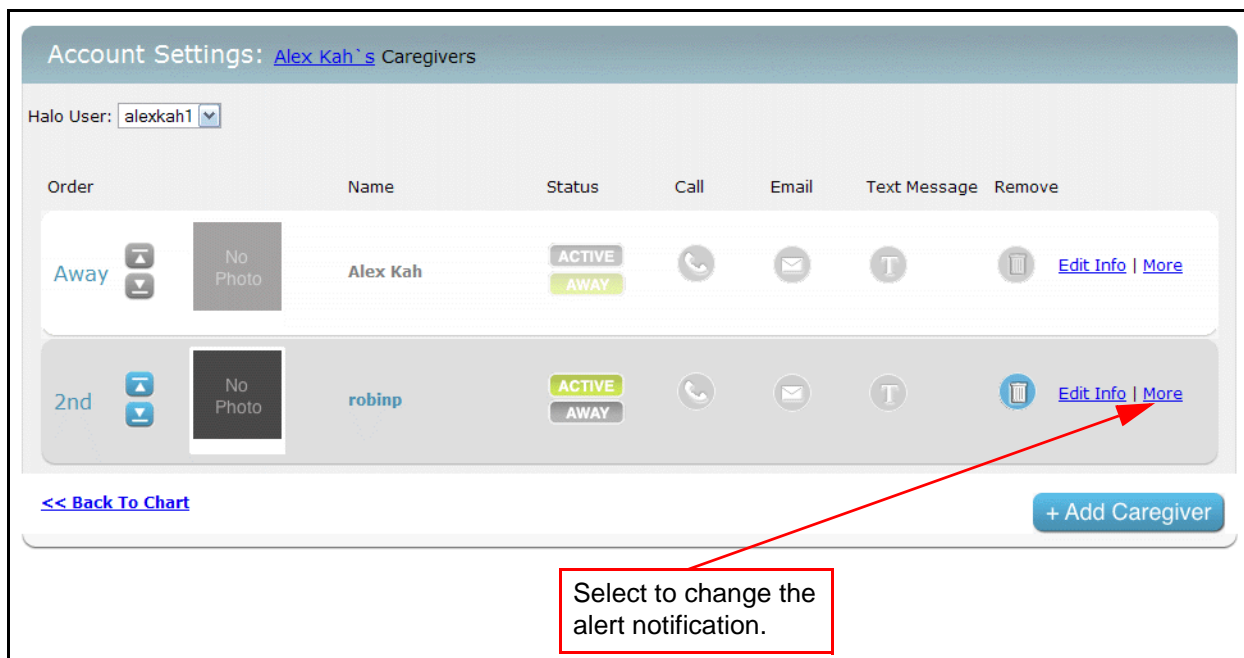 Account Settings: Alex Kah`s Caregivers
Halo User: alexkah1
Order Name Status Call Email Text Message Remove
Away No Photo Alex Kah ACTIVE AWAY T Edit Info | More
2nd No Photo robinp ACTIVE AWAY T Edit Info | More
<< Back To Chart
+ Add Caregiver
Select to change the
alert notification.